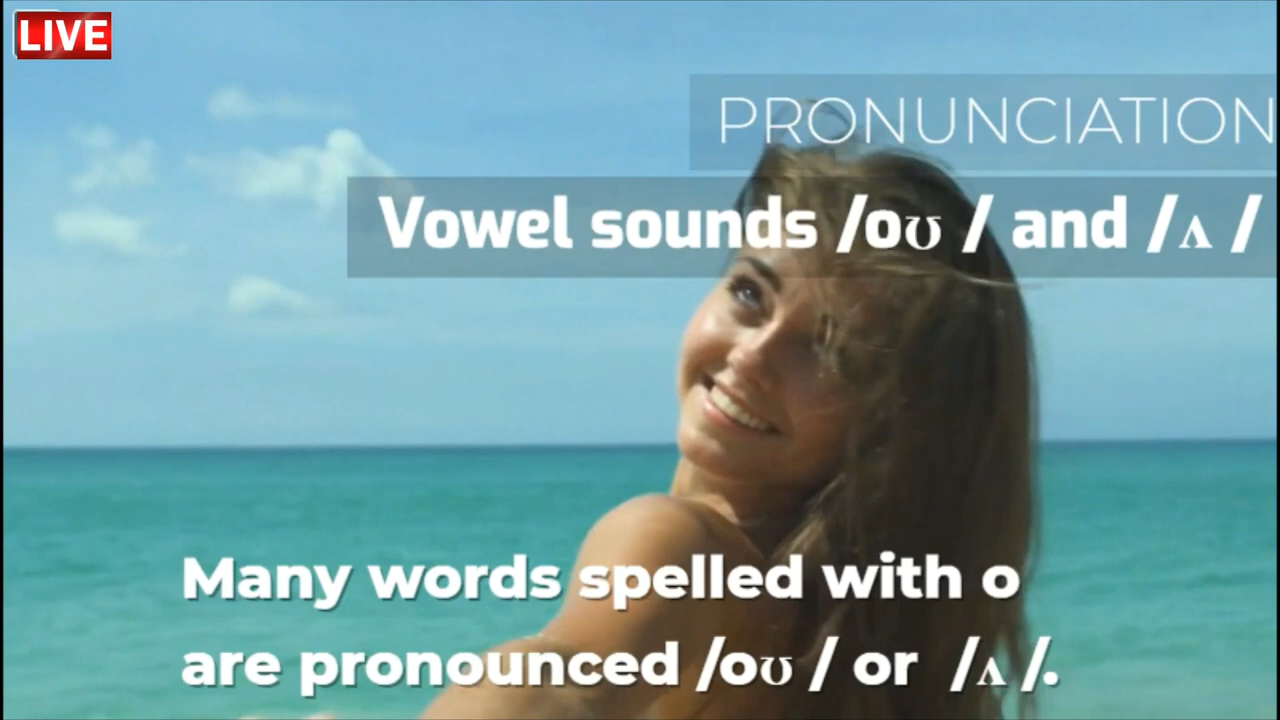 LIVE
PRONUNCIATION
Vowel sounds /oʊ / and /ʌ /
Many words spelled with o
are pronounced /oʊ / or /ʌ /.